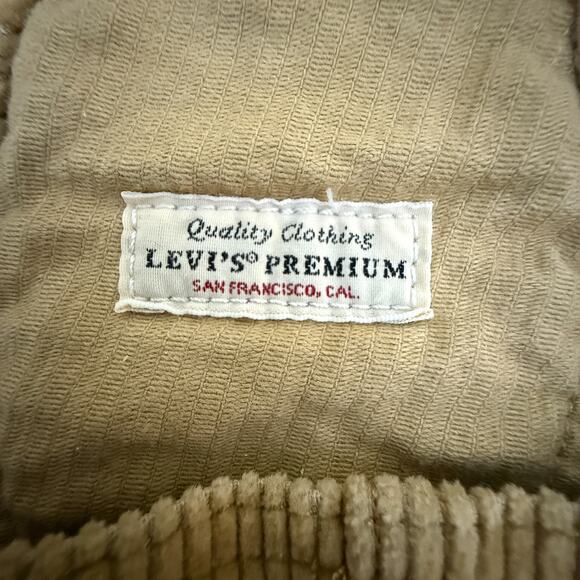 Quality Clothing
LEVI'S® PREMIUM
SAN FRANCISCO, CAL.